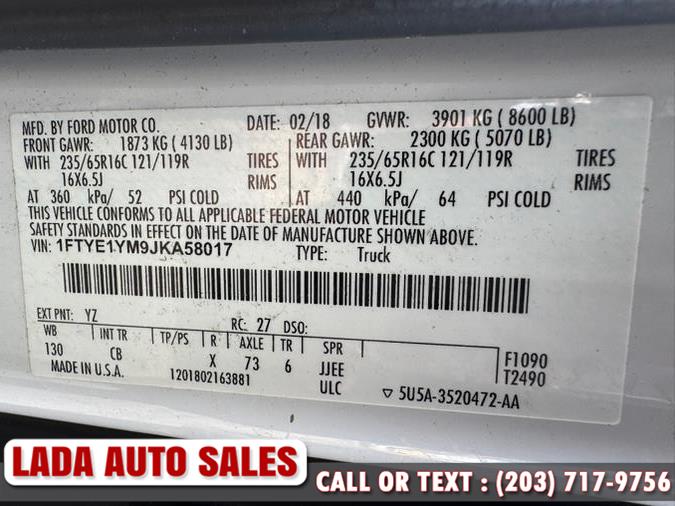 MFD. BY FORD MOTOR CO. DATE: 02/18 GVWR: 3901 KG ( 8600 LB)
FRONT GAWR: 1873 KG ( 4130 LB) REAR GAWR: 2300 KG ( 5070 LB)
WITH 235/65R16C 121/119R TIRES WITH 235/65R16C 121/119R TIRES
16X6.5J RIMS 16X6.5J RIMS
AT 360 kPa/ 52 PSI COLD AT 440 kPa/ 64 PSI COLD
THIS VEHICLE CONFORMS TO ALL APPLICABLE FEDERAL MOTOR VEHICLE
SAFETY STANDARDS IN EFFECT ON THE DATE OF MANUFACTURE SHOWN ABOVE.
VIN: 1FTYE1YM9JKA58017 TYPE: Truck
EXT PNT: YZ RC: 27 DSO:
WB INT TR TP/PS R AXLE TR SPR F1090
130 CB X 73 6 JJEE T2490
MADE IN U.S.A. 1201802163881 ULC ▽ 5U5A-3520472-AA
LADA AUTO SALES
CALL OR TEXT : (203) 717-9756